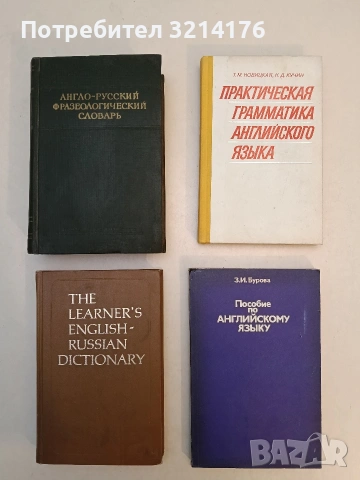 Потребител 3214176
АНГЛО-РУССКИЙ
ФРАЗЕОЛОГИЧЕСКИЙ
СЛОВАРЬ
Т. М. НОВИЦКАЯ, Н. Д. КУЧИН
ПРАКТИЧЕСКАЯ
ГРАММАТИКА
АНГЛИЙСКОГО
ЯЗЫКА
THE
LEARNER'S
ENGLISH-
RUSSIAN
DICTIONARY
З.И. Бурова
Пособие
по
АНГЛИЙСКОМУ
ЯЗЫКУ
BAZAR
bg